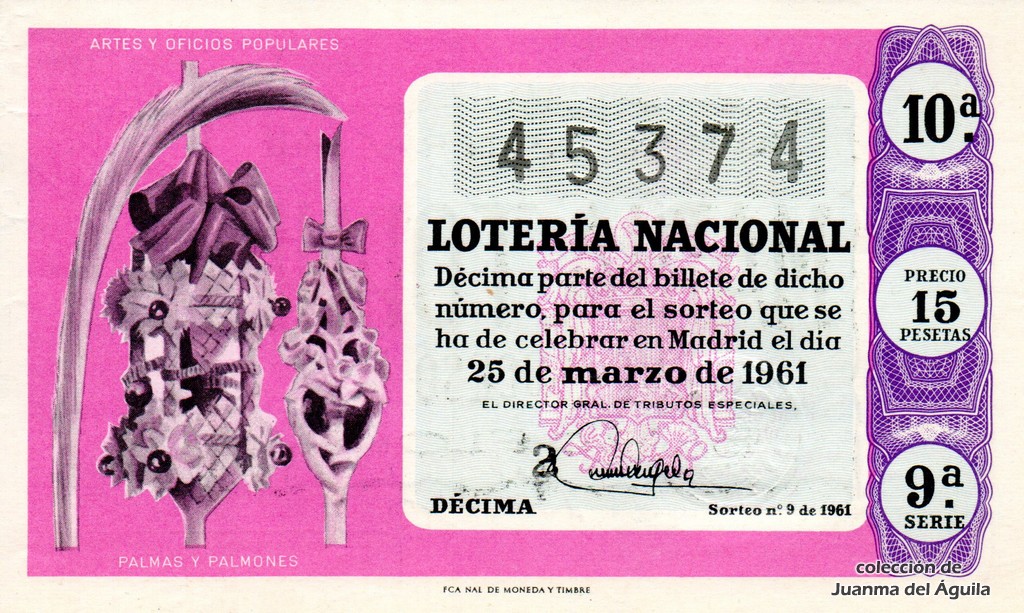 ARTES Y OFICIOS POPULARES
45374
LOTERÍA NACIONAL
Décima parte del billete de dicho
número, para el sorteo que se
ha de celebrar en Madrid el día
25 de marzo de 1961
EL DIRECTOR GRAL. DE TRIBUTOS ESPECIALES,
2
DÉCIMA
Sorteo n.º 9 de 1961
10ª.
PRECIO
15
PESETAS
9ª.
SERIE
PALMAS Y PALMONES
FCA NAL DE MONEDA Y TIMBRE
colección de
Juanma del Águila